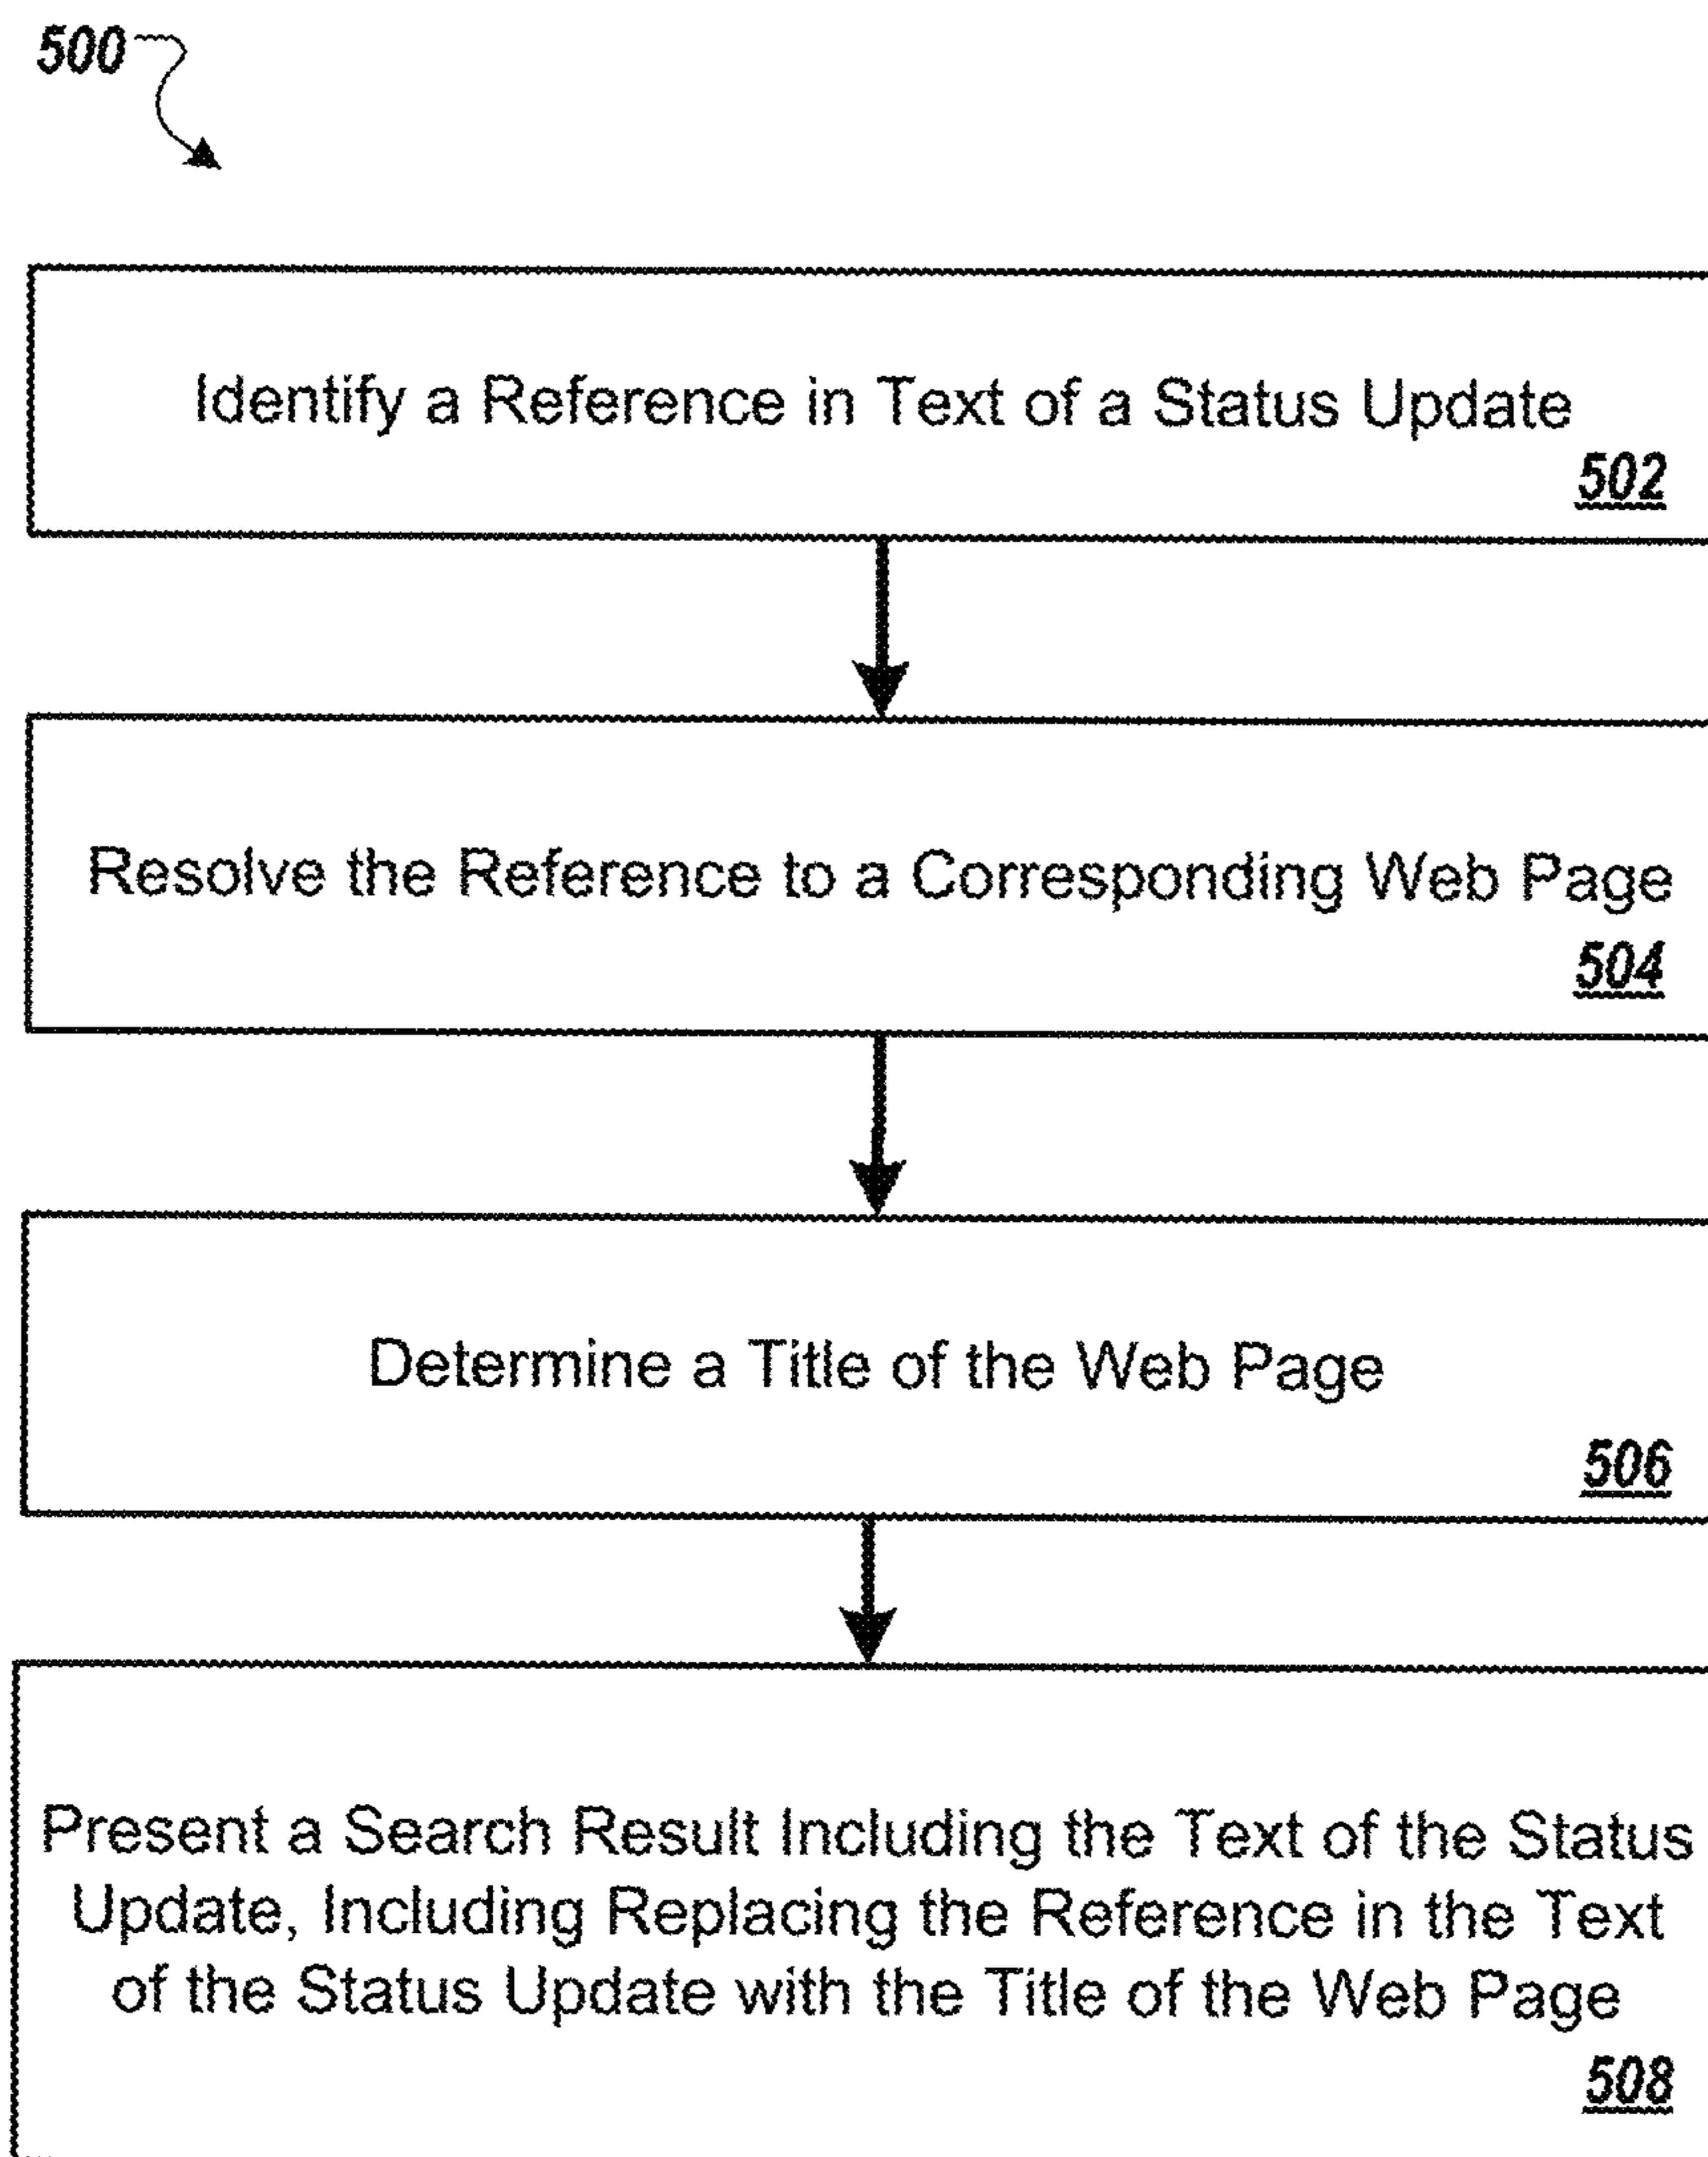 500
Identify a Reference in Text of a Status Update
502
Resolve the Reference to a Corresponding Web Page
504
Determine a Title of the Web Page
506
Present a Search Result Including the Text of the Status
Update, Including Replacing the Reference in the Text
of the Status Update with the Title of the Web Page
508